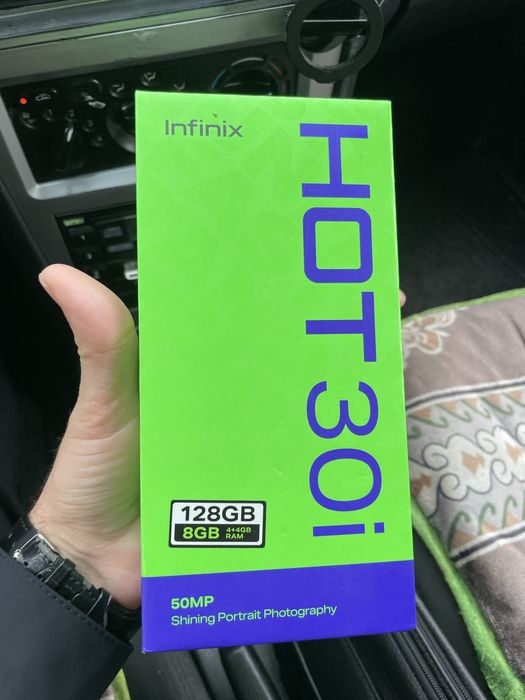 Infinix
HOT 30i
128GB
8GB 4+4GB RAM
50MP
Shining Portrait Photography